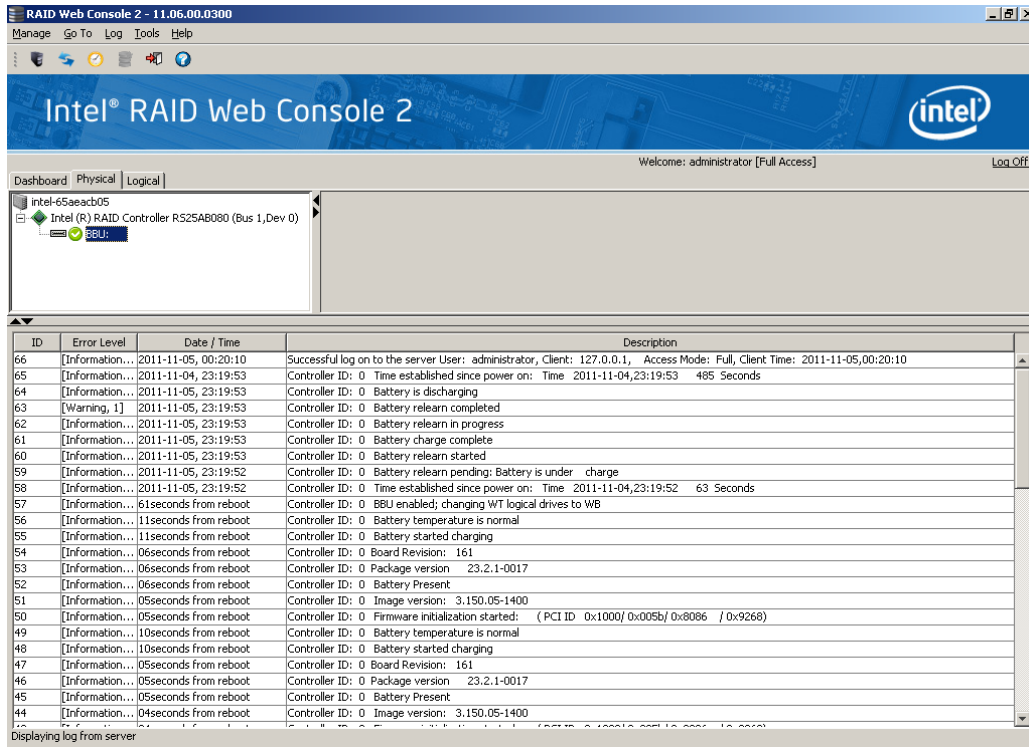 RAID Web Console 2 - 11.06.00.0300
Manage Go To Log Tools Help
Intel® RAID Web Console 2
intel
Welcome: administrator [Full Access] Log Off
Dashboard Physical Logical
intel-65aeacb05
Intel (R) RAID Controller RS25AB080 (Bus 1,Dev 0)
BBU:
ID Error Level Date / Time Description
66 [Information... 2011-11-05, 00:20:10 Successful log on to the server User: administrator, Client: 127.0.0.1, Access Mode: Full, Client Time: 2011-11-05,00:20:10
65 [Information... 2011-11-04, 23:19:53 Controller ID: 0 Time established since power on: Time 2011-11-04,23:19:53 485 Seconds
64 [Information... 2011-11-05, 23:19:53 Controller ID: 0 Battery is discharging
63 [Warning, 1] 2011-11-05, 23:19:53 Controller ID: 0 Battery relearn completed
62 [Information... 2011-11-05, 23:19:53 Controller ID: 0 Battery relearn in progress
61 [Information... 2011-11-05, 23:19:53 Controller ID: 0 Battery charge complete
60 [Information... 2011-11-05, 23:19:53 Controller ID: 0 Battery relearn started
59 [Information... 2011-11-05, 23:19:52 Controller ID: 0 Battery relearn pending: Battery is under charge
58 [Information... 2011-11-05, 23:19:52 Controller ID: 0 Time established since power on: Time 2011-11-04,23:19:52 63 Seconds
57 [Information... 61seconds from reboot Controller ID: 0 BBU enabled; changing WT logical drives to WB
56 [Information... 11seconds from reboot Controller ID: 0 Battery temperature is normal
55 [Information... 11seconds from reboot Controller ID: 0 Battery started charging
54 [Information... 06seconds from reboot Controller ID: 0 Board Revision: 161
53 [Information... 06seconds from reboot Controller ID: 0 Package version 23.2.1-0017
52 [Information... 06seconds from reboot Controller ID: 0 Battery Present
51 [Information... 05seconds from reboot Controller ID: 0 Image version: 3.150.05-1400
50 [Information... 05seconds from reboot Controller ID: 0 Firmware initialization started: ( PCI ID 0x1000/ 0x005b/ 0x8086 / 0x9268)
49 [Information... 10seconds from reboot Controller ID: 0 Battery temperature is normal
48 [Information... 10seconds from reboot Controller ID: 0 Battery started charging
47 [Information... 05seconds from reboot Controller ID: 0 Board Revision: 161
46 [Information... 05seconds from reboot Controller ID: 0 Package version 23.2.1-0017
45 [Information... 05seconds from reboot Controller ID: 0 Battery Present
44 [Information... 04seconds from reboot Controller ID: 0 Image version: 3.150.05-1400
Displaying log from server